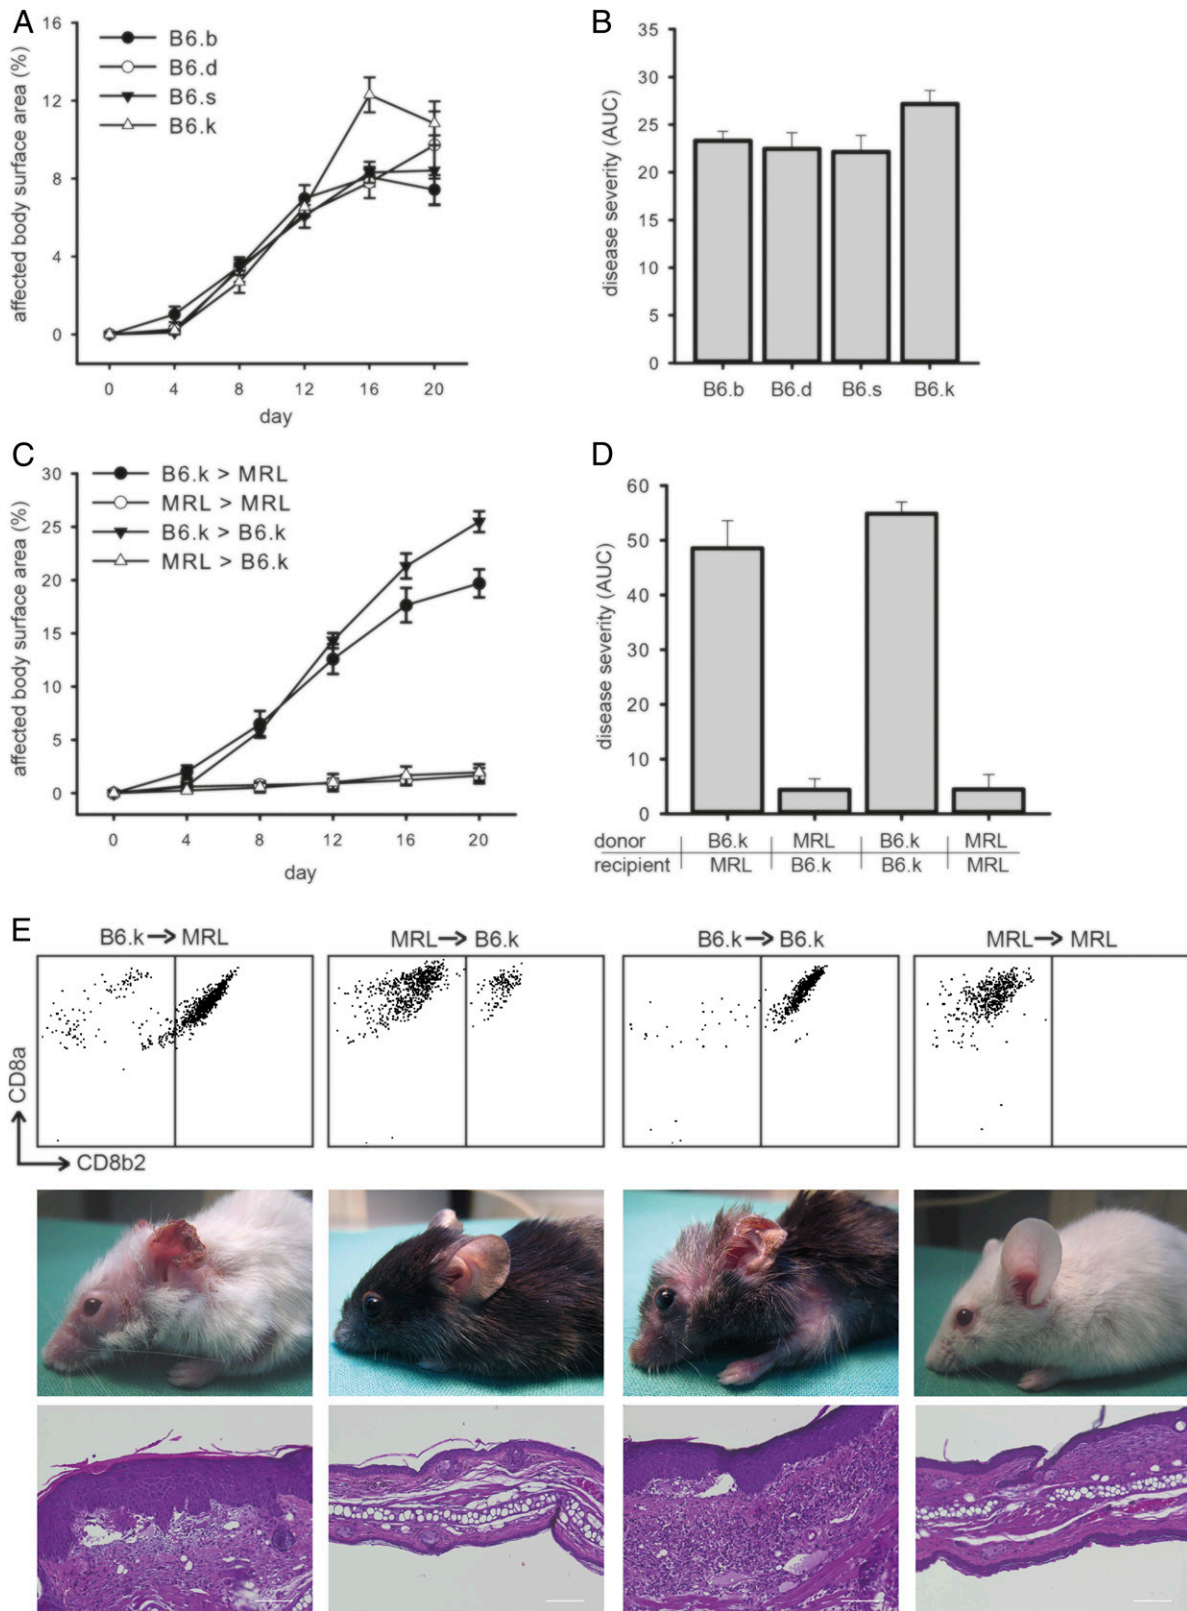 A
affected body surface area (%)
16
12
8
4
0
B6.b
B6.d
B6.s
B6.k
0 4 8 12 16 20
day
B
disease severity (AUC)
35
30
25
20
15
10
5
0
B6.b B6.d B6.s B6.k
C
affected body surface area (%)
30
25
20
15
10
5
0
B6.k > MRL
MRL > MRL
B6.k > B6.k
MRL > B6.k
0 4 8 12 16 20
day
D
disease severity (AUC)
60
50
40
30
20
10
0
donor B6.k MRL B6.k MRL
recipient MRL B6.k B6.k MRL
E
B6.k → MRL
MRL → B6.k
B6.k → B6.k
MRL → MRL
CD8a
CD8b2